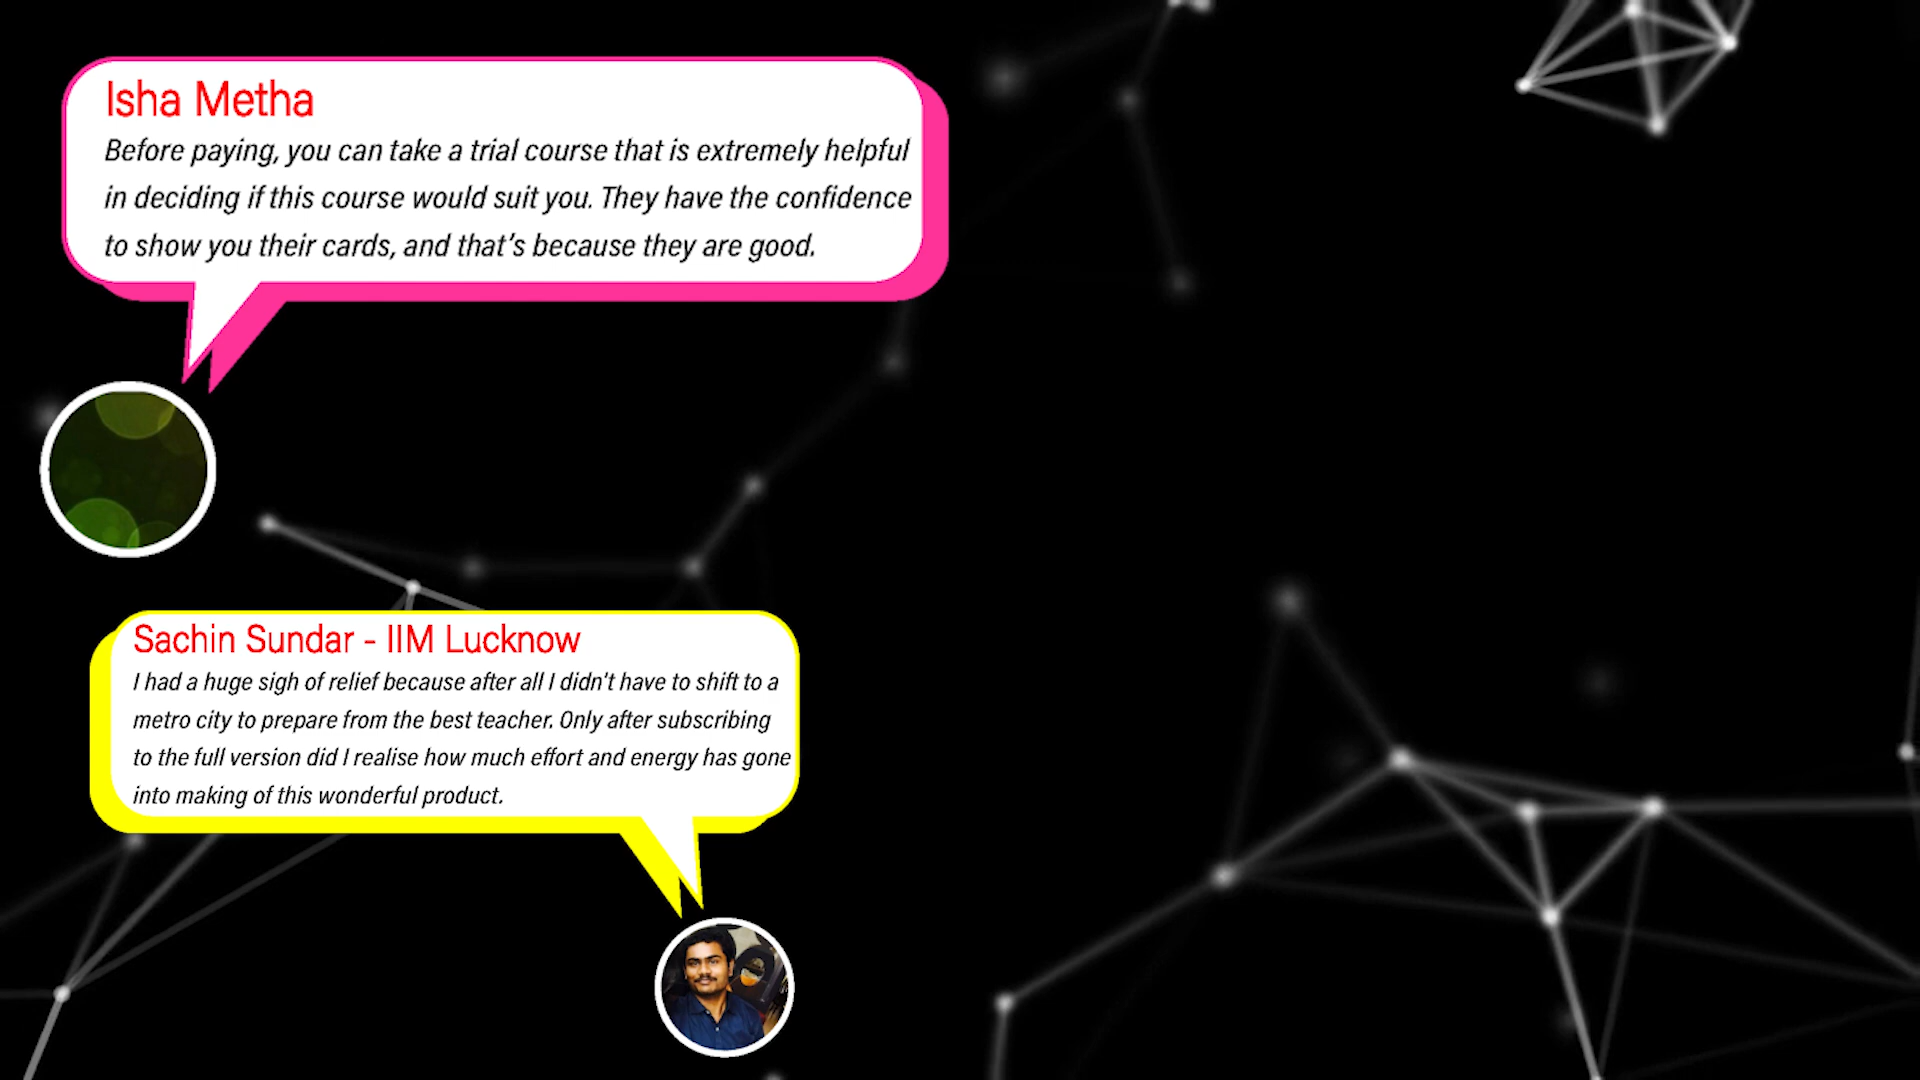 Isha Metha
Before paying, you can take a trial course that is extremely helpful
in deciding if this course would suit you. They have the confidence
to show you their cards, and that’s because they are good.
Sachin Sundar - IIM Lucknow
I had a huge sigh of relief because after all I didn't have to shift to a
metro city to prepare from the best teacher. Only after subscribing
to the full version did I realise how much effort and energy has gone
into making of this wonderful product.